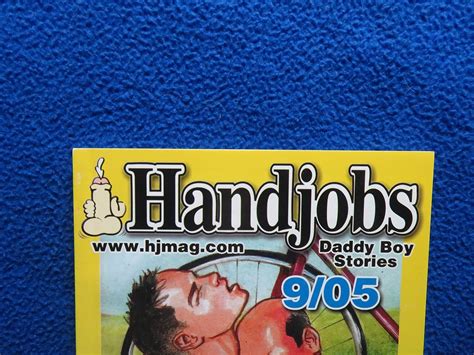 Handjobs
www.hjmag.com
Daddy Boy
Stories
9/05